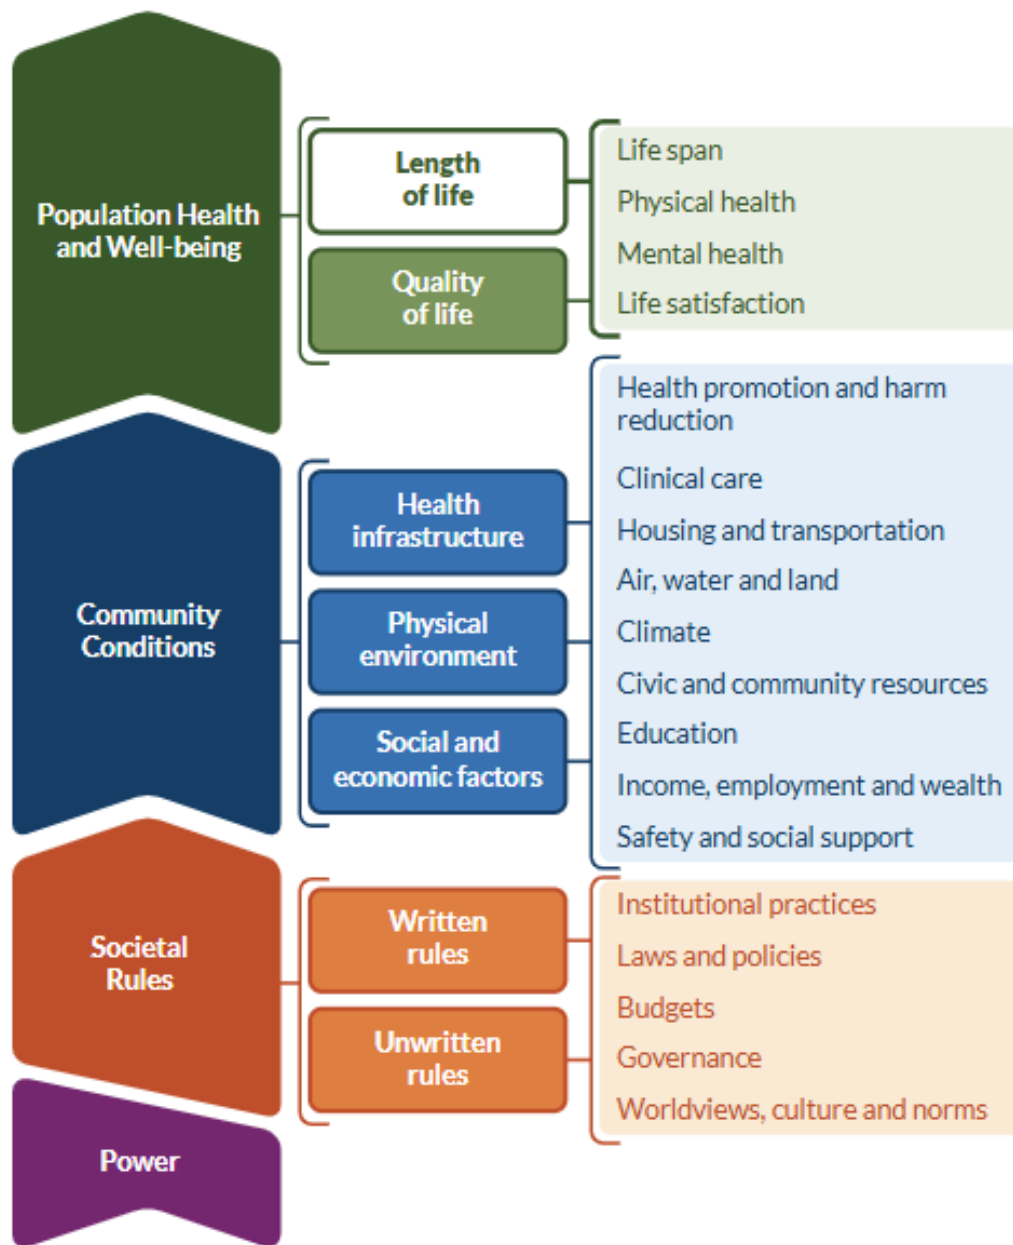 Population Health
and Well-being
Length
of life
Quality
of life
Life span
Physical health
Mental health
Life satisfaction
Community
Conditions
Health
infrastructure
Physical
environment
Social and
economic factors
Health promotion and harm
reduction
Clinical care
Housing and transportation
Air, water and land
Climate
Civic and community resources
Education
Income, employment and wealth
Safety and social support
Societal
Rules
Written
rules
Unwritten
rules
Institutional practices
Laws and policies
Budgets
Governance
Worldviews, culture and norms
Power